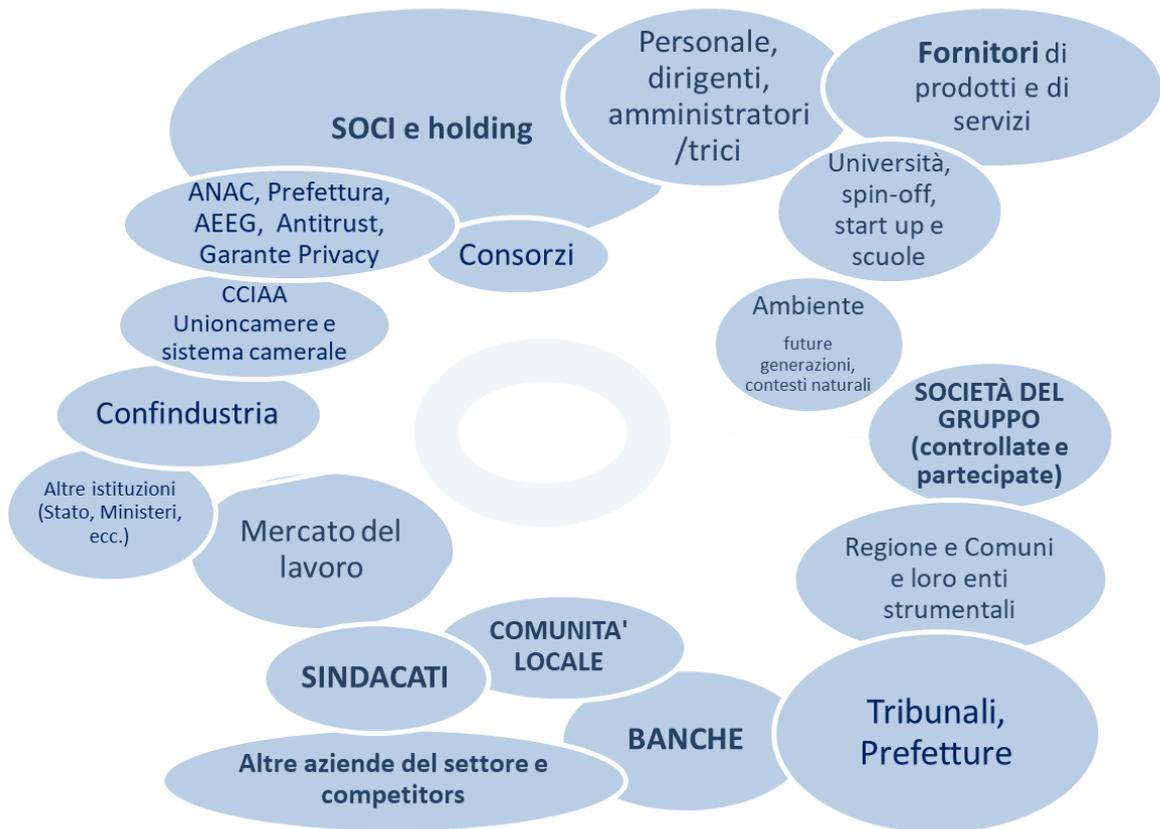 SOCI e holding
Personale,
dirigenti,
amministratori
/trici
Fornitori di
prodotti e di
servizi
Università,
spin-off,
start up e
scuole
ANAC, Prefettura,
AEEG, Antitrust,
Garante Privacy
Consorzi
CCIAA
Unioncamere e
sistema camerale
Ambiente
future
generazioni,
contesti naturali
Confindustria
SOCIETÀ DEL
GRUPPO
(controllate e
partecipate)
Altre istituzioni
(Stato, Ministeri,
ecc.)
Mercato del
lavoro
Regione e Comuni
e loro enti
strumentali
COMUNITA'
LOCALE
SINDACATI
BANCHE
Tribunali,
Prefetture
Altre aziende del settore e
competitors